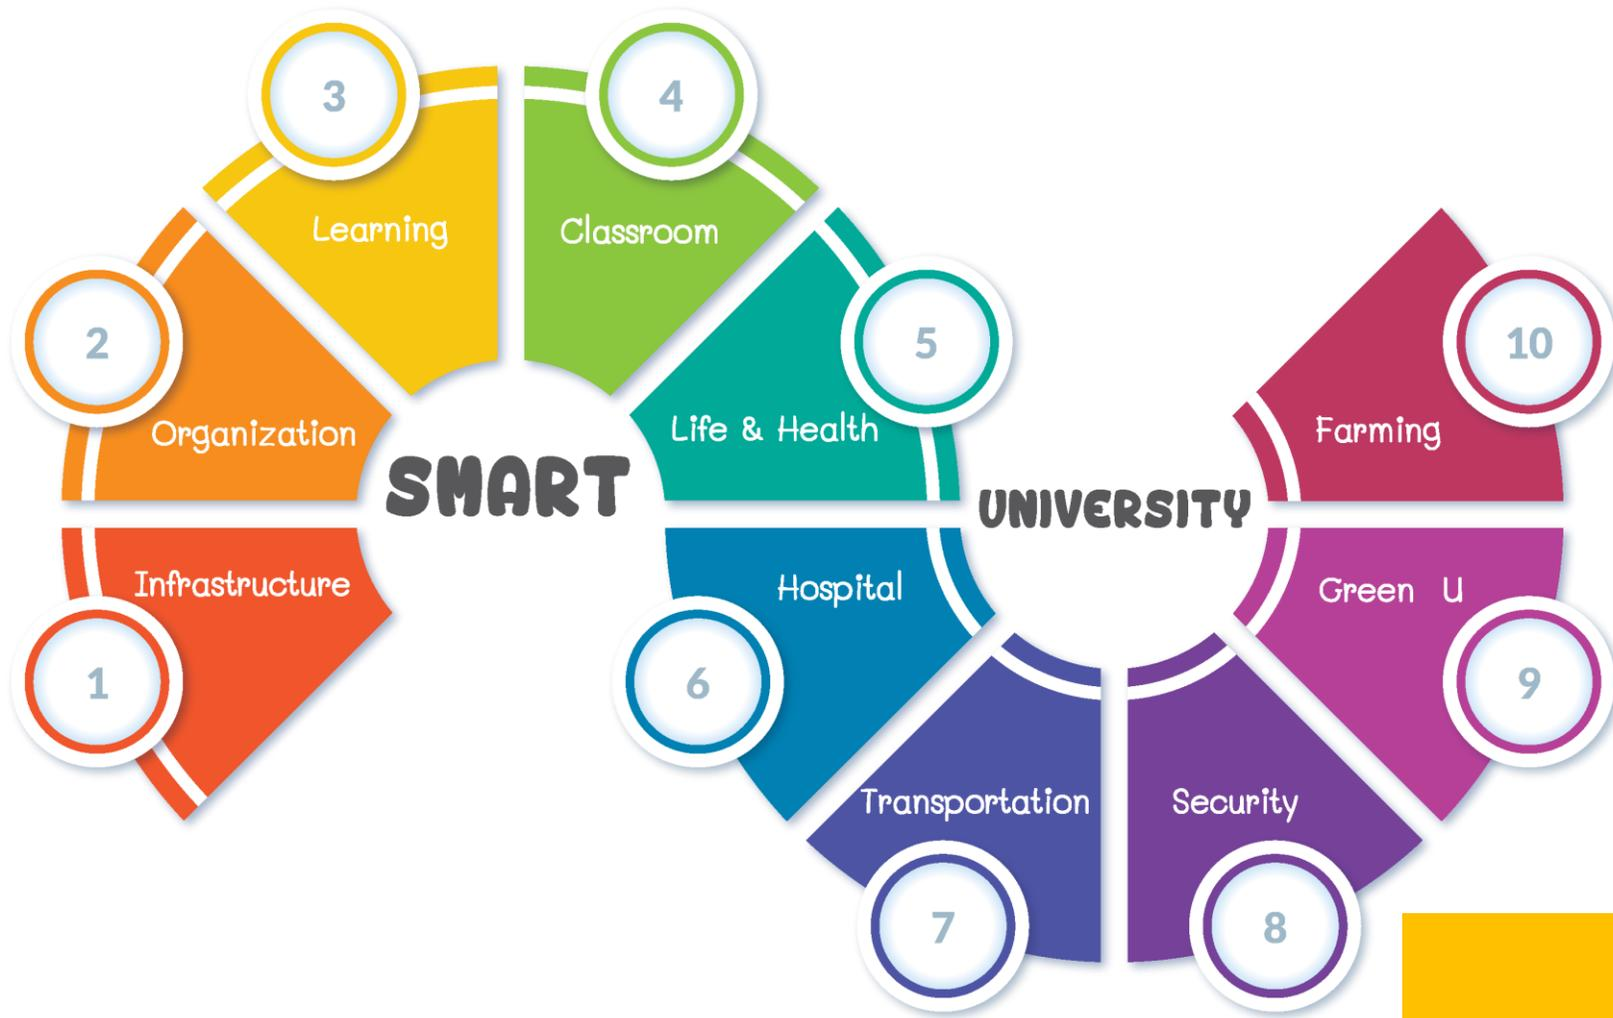 1
Infrastructure
2
Organization
3
Learning
4
Classroom
5
Life & Health
SMART
UNIVERSITY
6
Hospital
7
Transportation
8
Security
9
Green U
10
Farming